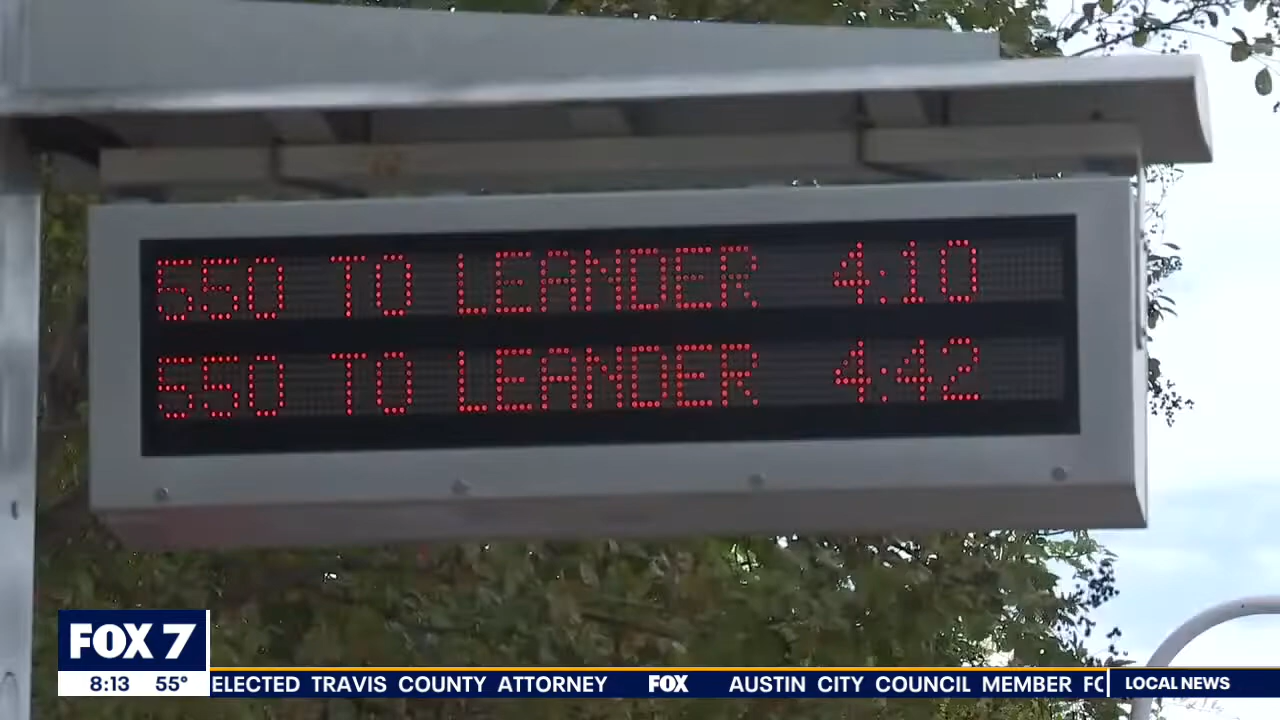 550 TO LEANDER 4:10
550 TO LEANDER 4:42
FOX 7
8:13 55°
ELECTED TRAVIS COUNTY ATTORNEY FOX AUSTIN CITY COUNCIL MEMBER
LOCAL NEWS